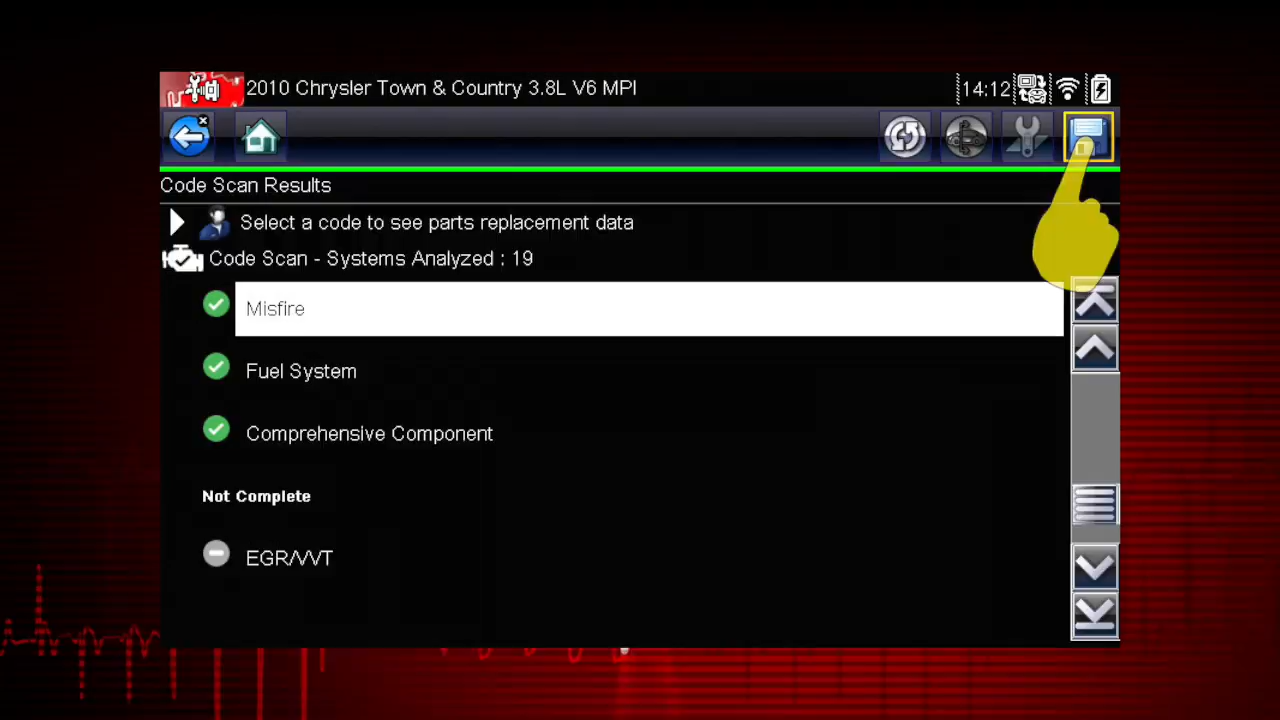 2010 Chrysler Town & Country 3.8L V6 MPI
14:12
Code Scan Results
Select a code to see parts replacement data
Code Scan - Systems Analyzed : 19
Misfire
Fuel System
Comprehensive Component
Not Complete
EGR/VVT